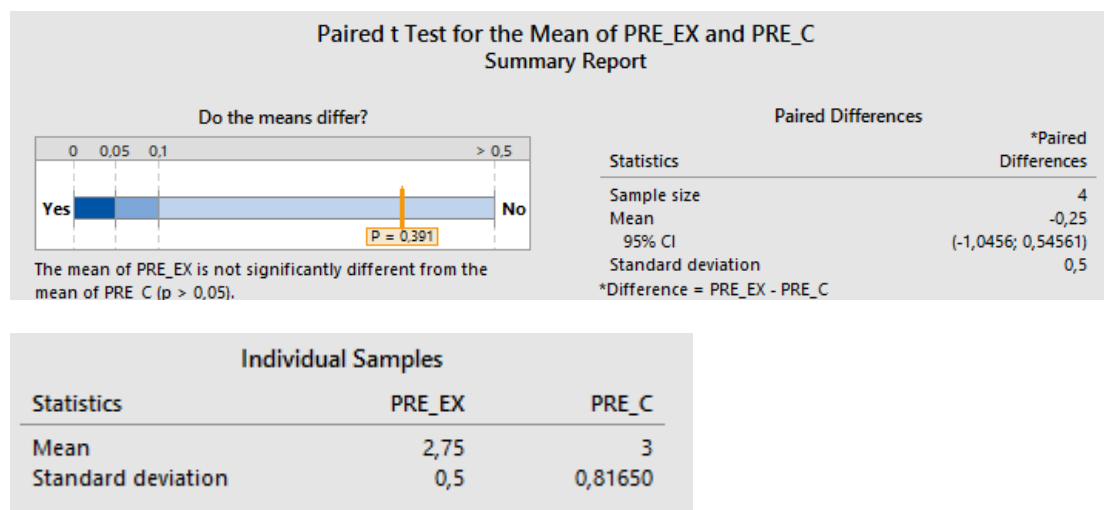 Paired t Test for the Mean of PRE_EX and PRE_C
Summary Report
Do the means differ?
0 0,05 0,1 > 0,5
Yes No
P = 0,391
The mean of PRE_EX is not significantly different from the
mean of PRE_C (p > 0,05).
Paired Differences
*Paired
Statistics Differences
Sample size 4
Mean -0,25
95% CI (-1,0456; 0,54561)
Standard deviation 0,5
*Difference = PRE_EX - PRE_C
Individual Samples
Statistics PRE_EX PRE_C
Mean 2,75 3
Standard deviation 0,5 0,81650